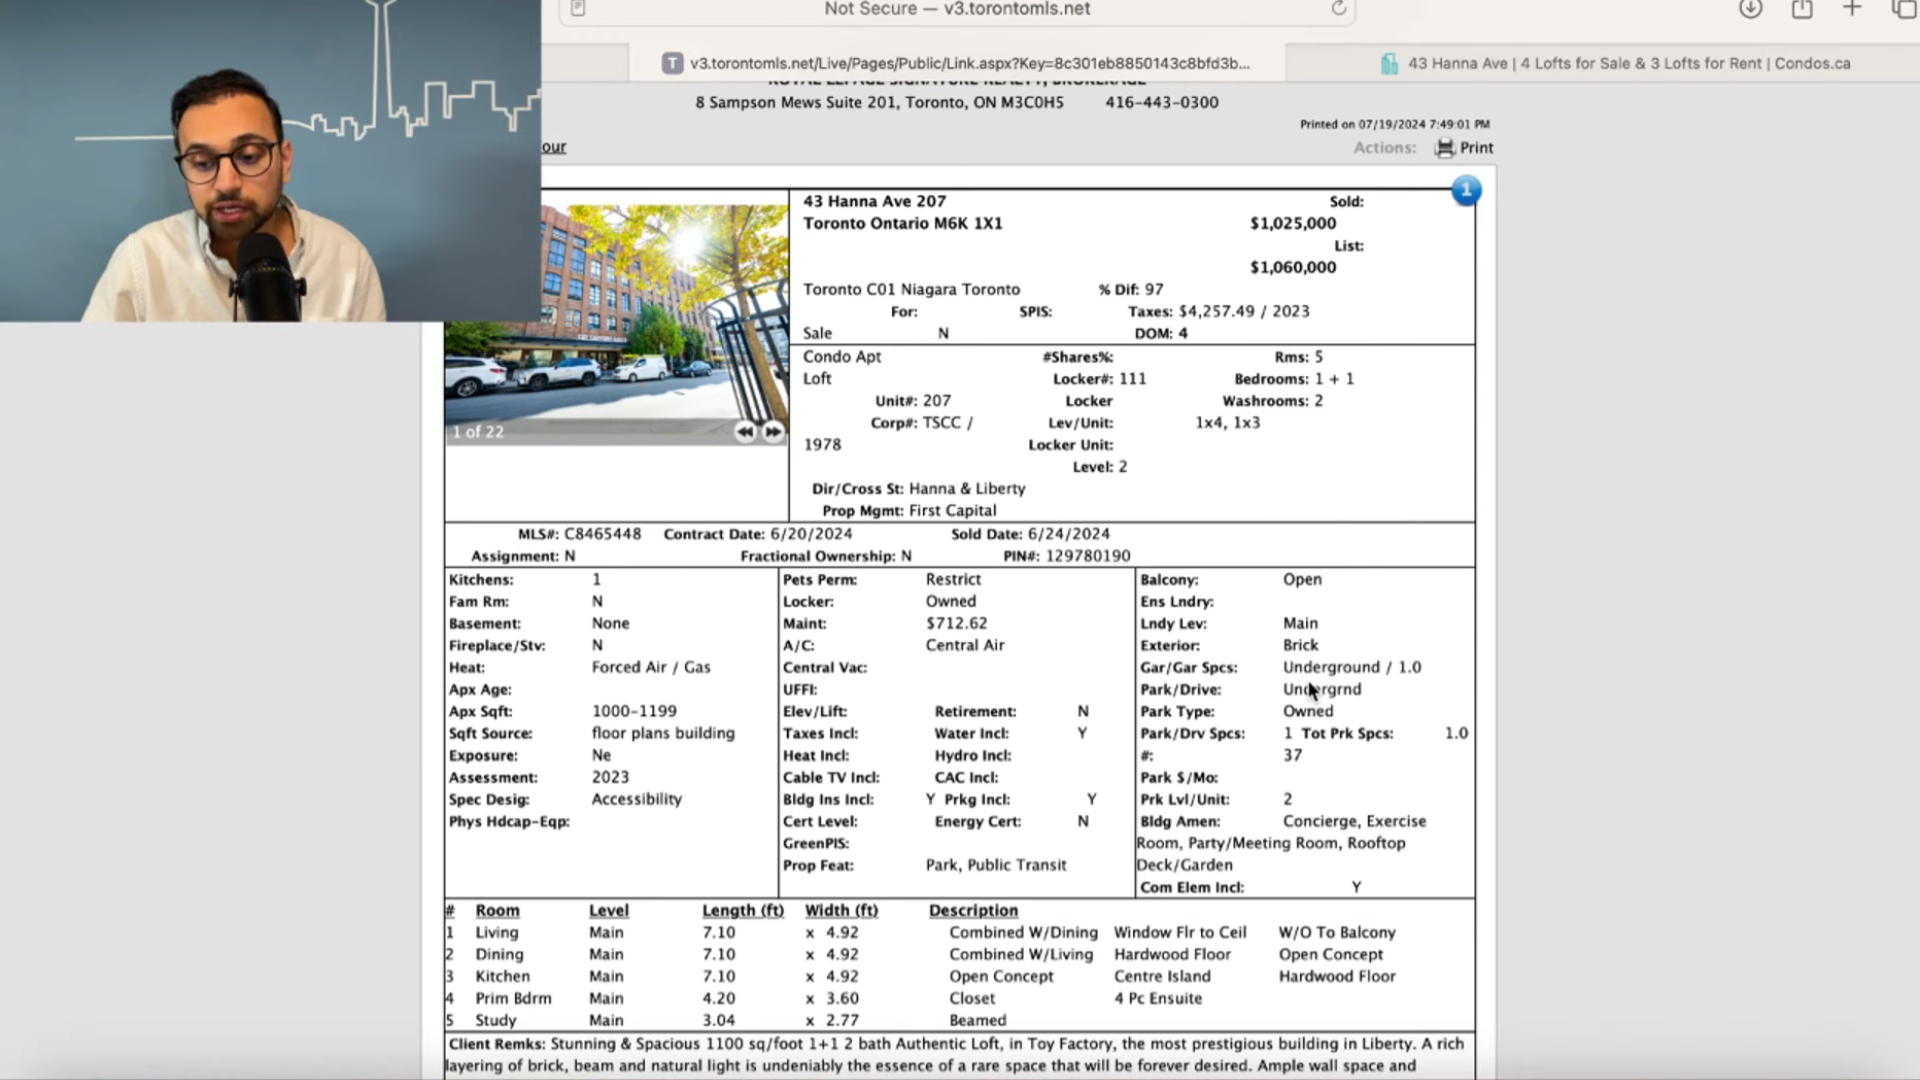 Not Secure — v3.torontomls.net
T v3.torontomls.net/Live/Pages/Public/Link.aspx?Key=8c301eb8850143c8bfd3b...
43 Hanna Ave | 4 Lofts for Sale & 3 Lofts for Rent | Condos.ca
ROYAL LEPAGE SIGNATURE REALTY, BROKERAGE
8 Sampson Mews Suite 201, Toronto, ON M3C0H5 416-443-0300
Printed on 07/19/2024 7:49:01 PM
our
Actions: Print
1
43 Hanna Ave 207 Sold:
Toronto Ontario M6K 1X1 $1,025,000
List:
$1,060,000
Toronto C01 Niagara Toronto % Dif: 97
For: SPIS: Taxes: $4,257.49 / 2023
Sale N DOM: 4
Condo Apt #Shares%: Rms: 5
Loft Locker#: 111 Bedrooms: 1 + 1
Unit#: 207 Locker Washrooms: 2
Corp#: TSCC / Lev/Unit: 1x4, 1x3
1978 Locker Unit:
Level: 2
Dir/Cross St: Hanna & Liberty
Prop Mgmt: First Capital
1 of 22
MLS#: C8465448 Contract Date: 6/20/2024 Sold Date: 6/24/2024
Assignment: N Fractional Ownership: N PIN#: 129780190
Kitchens: 1 Pets Perm: Restrict Balcony: Open
Fam Rm: N Locker: Owned Ens Lndry:
Basement: None Maint: $712.62 Lndy Lev: Main
Fireplace/Stv: N A/C: Central Air Exterior: Brick
Heat: Forced Air / Gas Central Vac: Gar/Gar Spcs: Underground / 1.0
Apx Age: UFFI: Park/Drive: Undergrnd
Apx Sqft: 1000-1199 Elev/Lift: Retirement: N Park Type: Owned
Sqft Source: floor plans building Taxes Incl: Water Incl: Y Park/Drv Spcs: 1 Tot Prk Spcs: 1.0
Exposure: Ne Heat Incl: Hydro Incl: #: 37
Assessment: 2023 Cable TV Incl: CAC Incl: Park $/Mo:
Spec Desig: Accessibility Bldg Ins Incl: Y Prkg Incl: Y Prk Lvl/Unit: 2
Phys Hdcap-Eqp: Cert Level: Energy Cert: N Bldg Amen: Concierge, Exercise
GreenPIS: Room, Party/Meeting Room, Rooftop
Prop Feat: Park, Public Transit Deck/Garden
Com Elem Incl: Y
# Room Level Length (ft) Width (ft) Description
1 Living Main 7.10 x 4.92 Combined W/Dining Window Flr to Ceil W/O To Balcony
2 Dining Main 7.10 x 4.92 Combined W/Living Hardwood Floor Open Concept
3 Kitchen Main 7.10 x 4.92 Open Concept Centre Island Hardwood Floor
4 Prim Bdrm Main 4.20 x 3.60 Closet 4 Pc Ensuite
5 Study Main 3.04 x 2.77 Beamed
Client Remks: Stunning & Spacious 1100 sq/foot 1+1 2 bath Authentic Loft, in Toy Factory, the most prestigious building in Liberty. A rich
layering of brick, beam and natural light is undeniably the essence of a rare space that will be forever desired. Ample wall space and